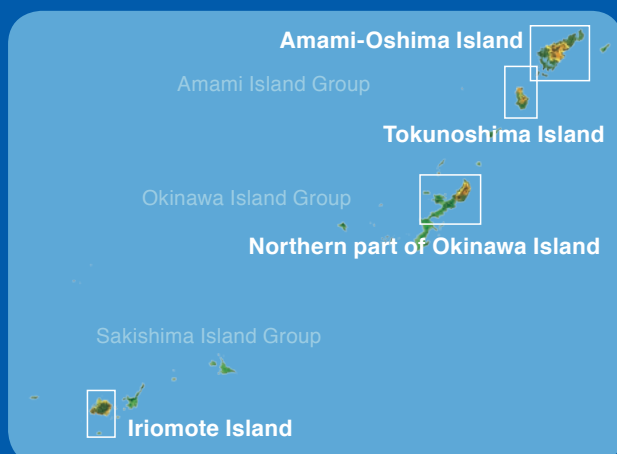 Amami-Oshima Island
Amami Island Group
Tokunoshima Island
Okinawa Island Group
Northern part of Okinawa Island
Sakishima Island Group
Iriomote Island